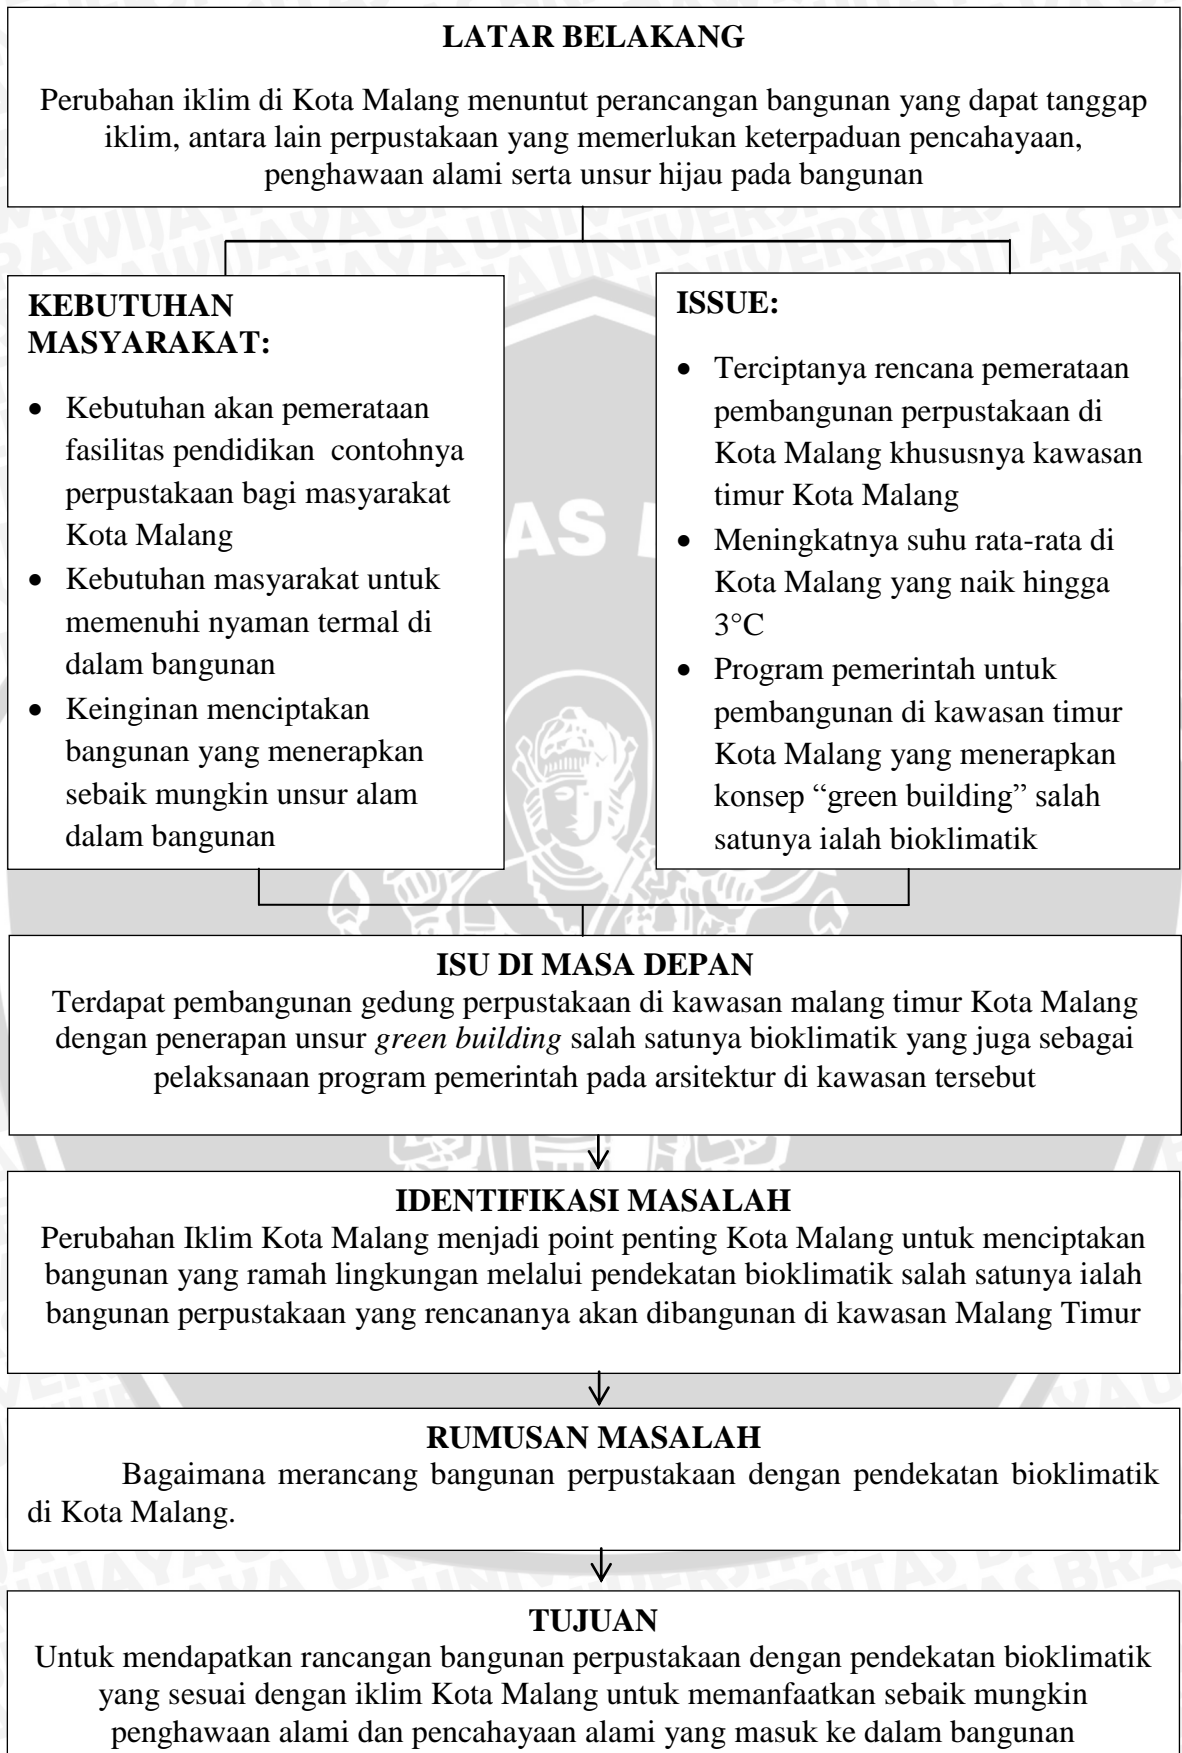 LATAR BELAKANG
Perubahan iklim di Kota Malang menuntut perancangan bangunan yang dapat tanggap
iklim, antara lain perpustakaan yang memerlukan keterpaduan pencahayaan,
penghawaan alami serta unsur hijau pada bangunan
KEBUTUHAN
MASYARAKAT:
• Kebutuhan akan pemerataan
fasilitas pendidikan contohnya
perpustakaan bagi masyarakat
Kota Malang
• Kebutuhan masyarakat untuk
memenuhi nyaman termal di
dalam bangunan
• Keinginan menciptakan
bangunan yang menerapkan
sebaik mungkin unsur alam
dalam bangunan
ISSUE:
• Terciptanya rencana pemerataan
pembangunan perpustakaan di
Kota Malang khususnya kawasan
timur Kota Malang
• Meningkatnya suhu rata-rata di
Kota Malang yang naik hingga
3°C
• Program pemerintah untuk
pembangunan di kawasan timur
Kota Malang yang menerapkan
konsep “green building” salah
satunya ialah bioklimatik
ISU DI MASA DEPAN
Terdapat pembangunan gedung perpustakaan di kawasan malang timur Kota Malang
dengan penerapan unsur green building salah satunya bioklimatik yang juga sebagai
pelaksanaan program pemerintah pada arsitektur di kawasan tersebut
IDENTIFIKASI MASALAH
Perubahan Iklim Kota Malang menjadi point penting Kota Malang untuk menciptakan
bangunan yang ramah lingkungan melalui pendekatan bioklimatik salah satunya ialah
bangunan perpustakaan yang rencananya akan dibangunan di kawasan Malang Timur
RUMUSAN MASALAH
Bagaimana merancang bangunan perpustakaan dengan pendekatan bioklimatik
di Kota Malang.
TUJUAN
Untuk mendapatkan rancangan bangunan perpustakaan dengan pendekatan bioklimatik
yang sesuai dengan iklim Kota Malang untuk memanfaatkan sebaik mungkin
penghawaan alami dan pencahayaan alami yang masuk ke dalam bangunan